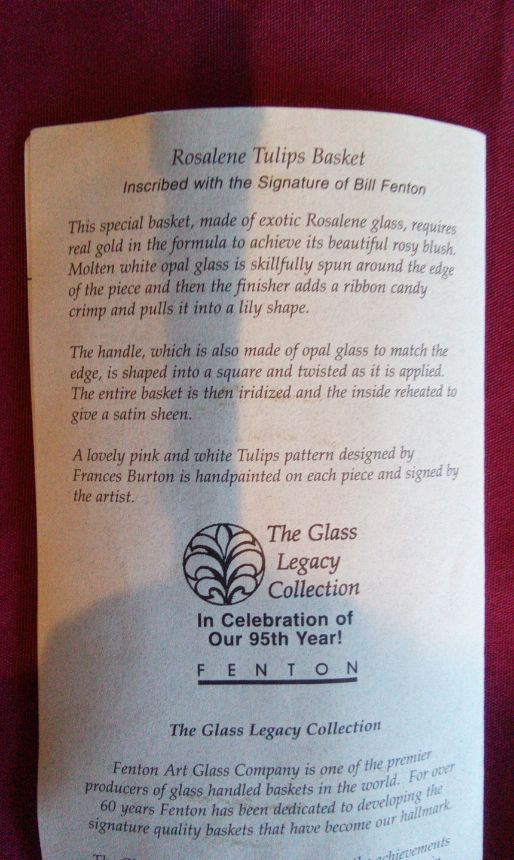 Rosalene Tulips Basket
Inscribed with the Signature of Bill Fenton
This special basket, made of exotic Rosalene glass, requires
real gold in the formula to achieve its beautiful rosy blush.
Molten white opal glass is skillfully spun around the edge
of the piece and then the finisher adds a ribbon candy
crimp and pulls it into a lily shape.
The handle, which is also made of opal glass to match the
edge, is shaped into a square and twisted as it is applied.
The entire basket is then iridized and the inside reheated to
give a satin sheen.
A lovely pink and white Tulips pattern designed by
Frances Burton is handpainted on each piece and signed by
the artist.
The Glass
Legacy
Collection
In Celebration of
Our 95th Year!
FENTON
The Glass Legacy Collection
Fenton Art Glass Company is one of the premier
producers of glass handled baskets in the world. For over
60 years Fenton has been dedicated to developing the
signature quality baskets that have become our hallmark.
achievements